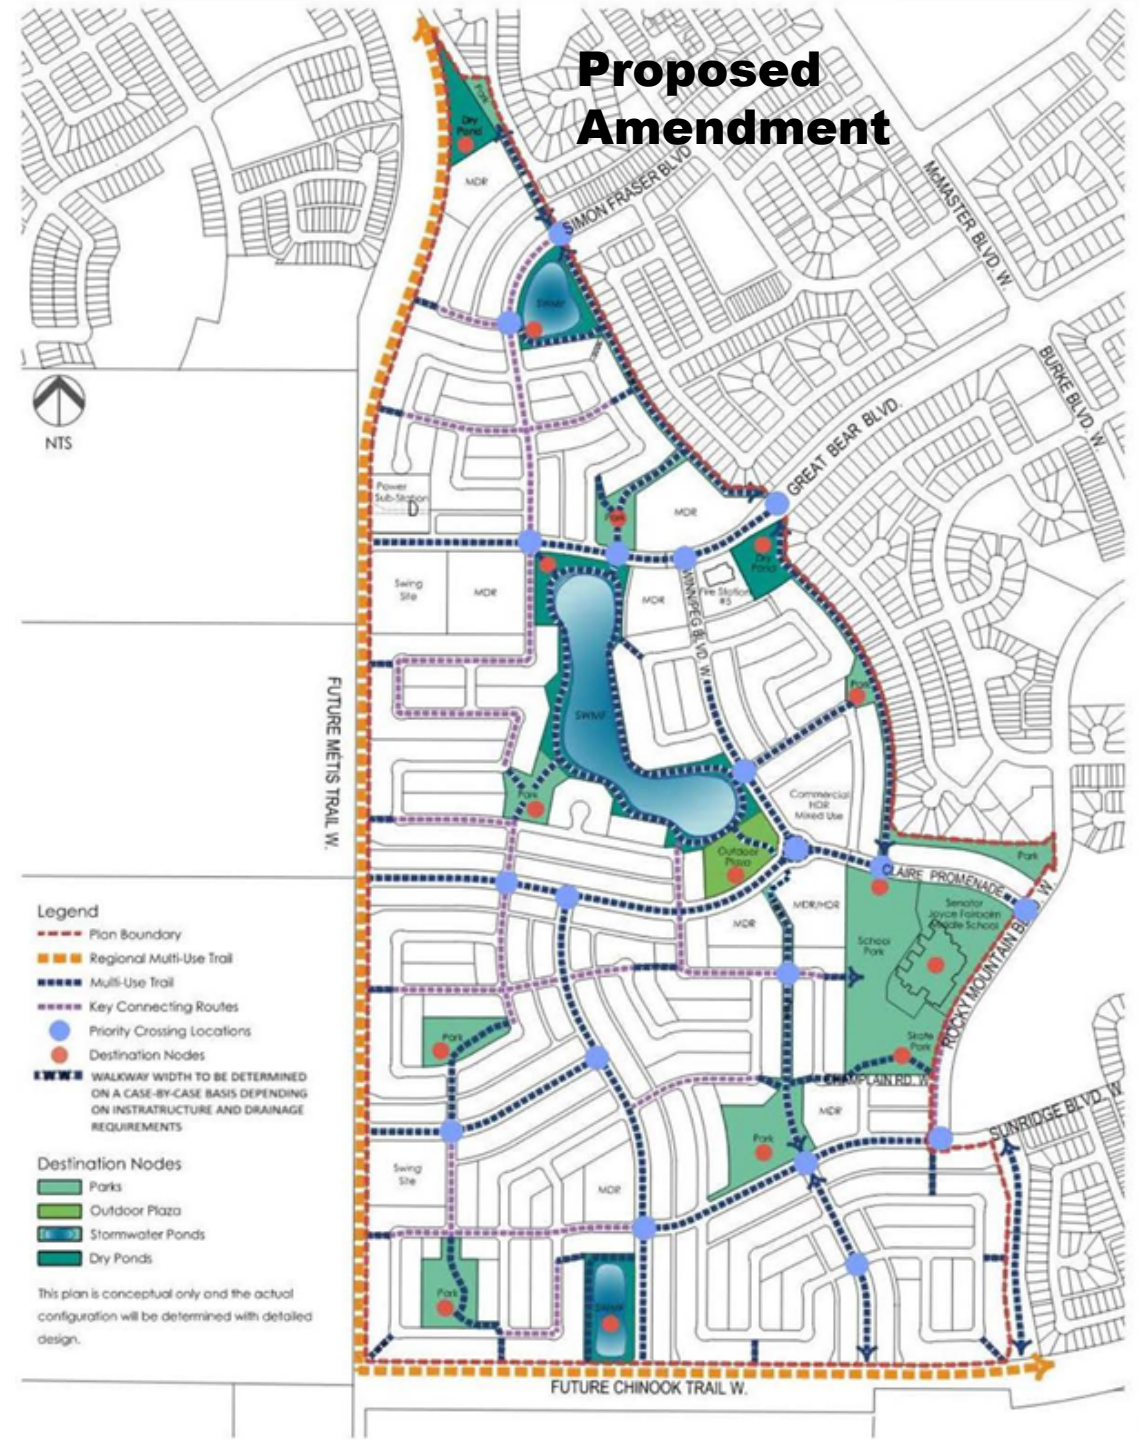 Proposed
Amendment
Park
Dry
Pond
MDR
SIMON FRASER BLVD
McMASTER BLVD. W.
SWMF
BURKE BLVD. W.
NTS
GREAT BEAR BLVD.
Power
Sub-Station
D
Park
MDR
Dry
Pond
Swing
Site
MDR
MDR
Fire Station
#5
WINNIPEG BLVD. W.
Park
FUTURE MÉTIS TRAIL W.
SWMF
Park
Commercial
HDR
Mixed Use
Outdoor
Plaza
Park
CLAIRE PROMENADE
MDR/HDR
MDR
Senator
Joyce Fairbairn
Middle School
School
Park
ROCKY MOUNTAIN BLVD. W.
Legend
Plan Boundary
Regional Multi-Use Trail
Multi-Use Trail
Key Connecting Routes
Priority Crossing Locations
Destination Nodes
WALKWAY WIDTH TO BE DETERMINED
ON A CASE-BY-CASE BASIS DEPENDING
ON INSTRATRUCTURE AND DRAINAGE
REQUIREMENTS
Destination Nodes
Parks
Outdoor Plaza
Stormwater Ponds
Dry Ponds
This plan is conceptual only and the actual
configuration will be determined with detailed
design.
Park
Skate
Park
CHAMPLAIN RD. W
MDR
SUNRIDGE BLVD. W
Park
Swing
Site
MDR
Park
SWMF
FUTURE CHINOOK TRAIL W.